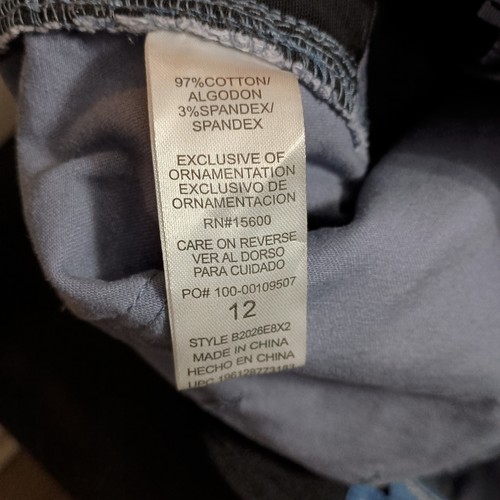 97%COTTON/
ALGODON
3%SPANDEX/
SPANDEX
EXCLUSIVE OF
ORNAMENTATION
EXCLUSIVO DE
ORNAMENTACION
RN#15600
CARE ON REVERSE
VER AL DORSO
PARA CUIDADO
PO# 100-00109507
12
STYLE B2026E8X2
MADE IN CHINA
HECHO EN CHINA
UPC